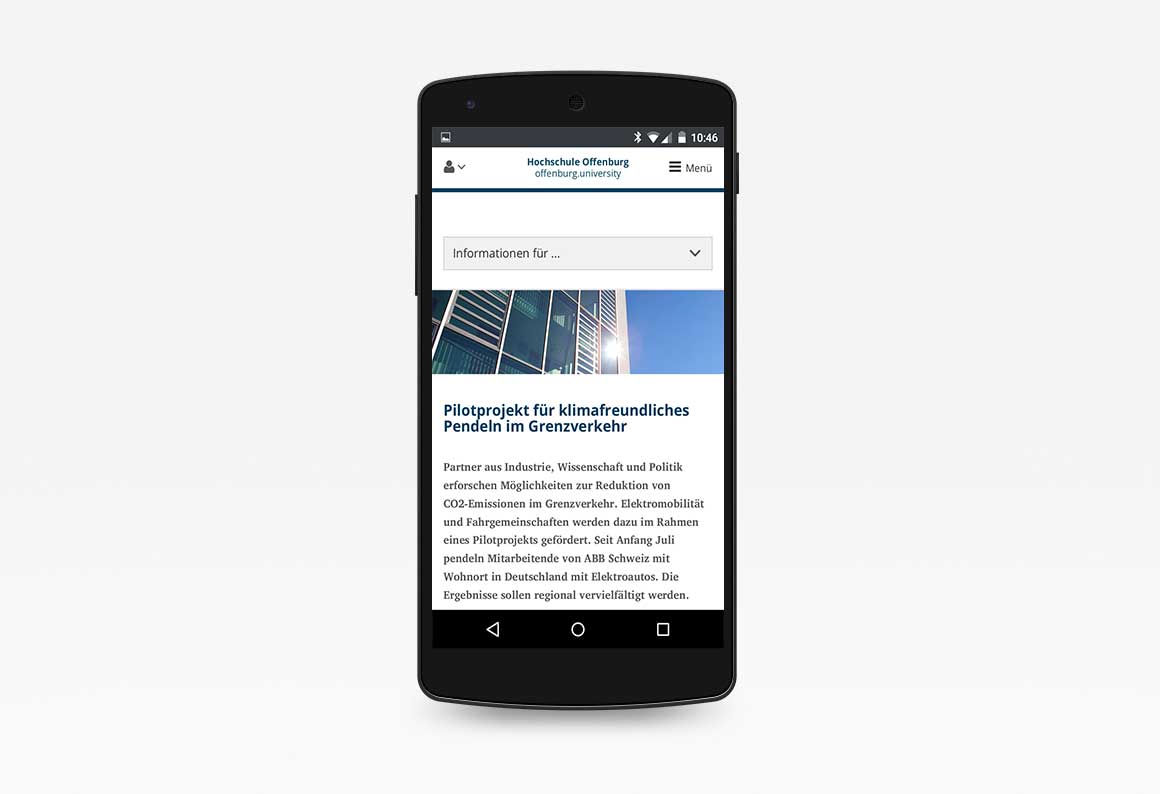 10:46
Hochschule Offenburg
offenburg.university
Menü
Informationen für ...
Pilotprojekt für klimafreundliches
Pendeln im Grenzverkehr
Partner aus Industrie, Wissenschaft und Politik
erforschen Möglichkeiten zur Reduktion von
CO2-Emissionen im Grenzverkehr. Elektromobilität
und Fahrgemeinschaften werden dazu im Rahmen
eines Pilotprojekts gefördert. Seit Anfang Juli
pendeln Mitarbeitende von ABB Schweiz mit
Wohnort in Deutschland mit Elektroautos. Die
Ergebnisse sollen regional vervielfältigt werden.